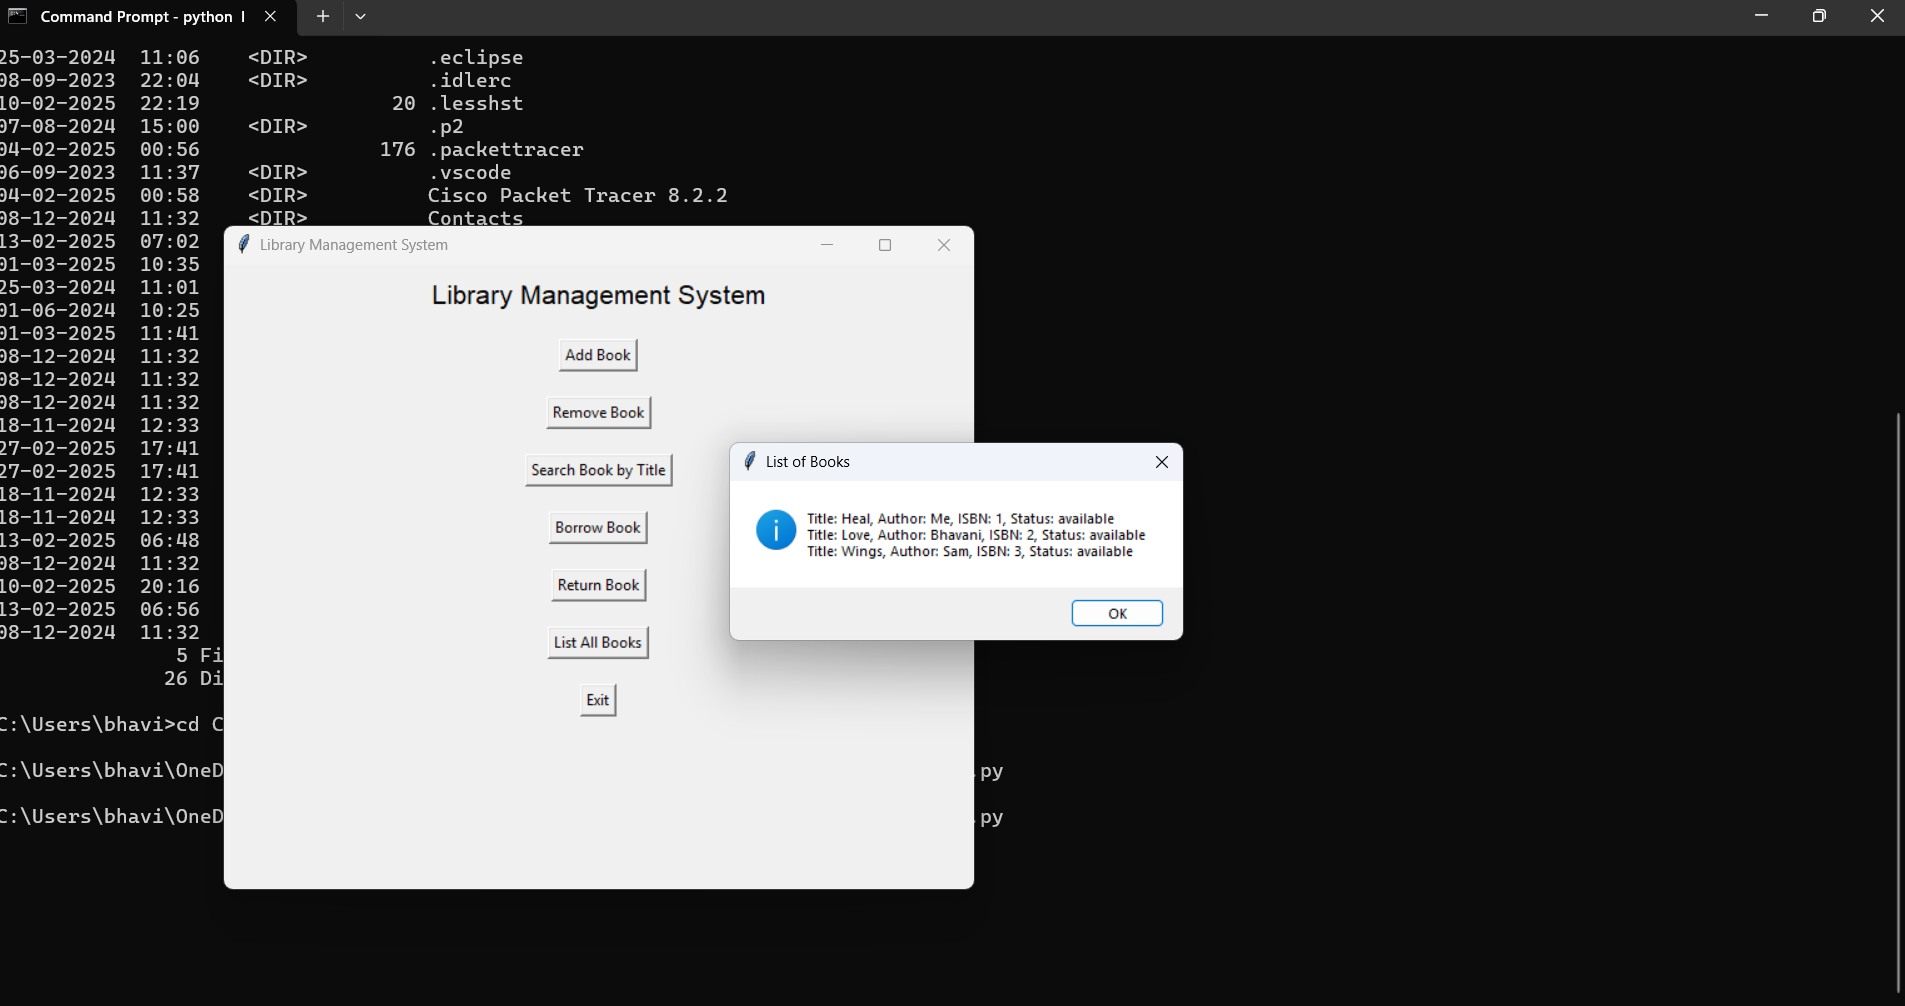 Command Prompt - python
25-03-2024 11:06 <DIR> .eclipse
08-09-2023 22:04 <DIR> .idlerc
10-02-2025 22:19 20 .lesshst
07-08-2024 15:00 <DIR> .p2
04-02-2025 00:56 176 .packettracer
06-09-2023 11:37 <DIR> .vscode
04-02-2025 00:58 <DIR> Cisco Packet Tracer 8.2.2
08-12-2024 11:32 <DIR> Contacts
13-02-2025 07:02
01-03-2025 10:35
25-03-2024 11:01
01-06-2024 10:25
01-03-2025 11:41
08-12-2024 11:32
08-12-2024 11:32
08-12-2024 11:32
18-11-2024 12:33
27-02-2025 17:41
27-02-2025 17:41
18-11-2024 12:33
18-11-2024 12:33
13-02-2025 06:48
08-12-2024 11:32
10-02-2025 20:16
13-02-2025 06:56
08-12-2024 11:32
5 Fi
26 Di
C:\Users\bhavi>cd C
C:\Users\bhavi\OneD .py
C:\Users\bhavi\OneD .py
Library Management System
Library Management System
Add Book
Remove Book
Search Book by Title
Borrow Book
Return Book
List All Books
Exit
List of Books
Title: Heal, Author: Me, ISBN: 1, Status: available
Title: Love, Author: Bhavani, ISBN: 2, Status: available
Title: Wings, Author: Sam, ISBN: 3, Status: available
OK